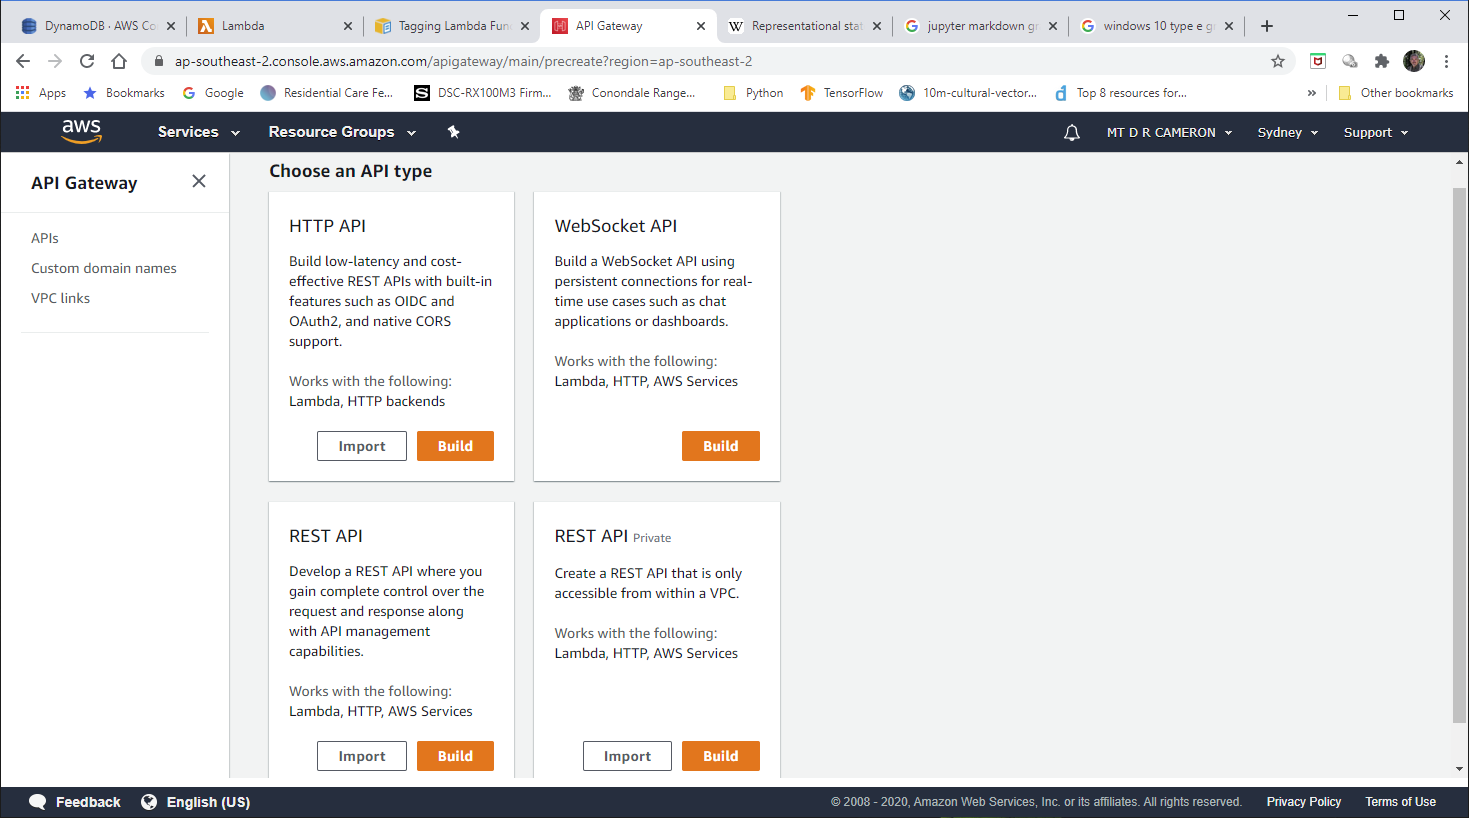 DynamoDB · AWS Co
Lambda
Tagging Lambda Fun
API Gateway
Representational stat
jupyter markdown gr
windows 10 type e gr
ap-southeast-2.console.aws.amazon.com/apigateway/main/precreate?region=ap-southeast-2
Apps
Bookmarks
Google
Residential Care Fe...
DSC-RX100M3 Firm...
Conondale Range...
Python
TensorFlow
10m-cultural-vector...
Top 8 resources for...
»
Other bookmarks
aws
Services
Resource Groups
MT D R CAMERON
Sydney
Support
API Gateway
APIs
Custom domain names
VPC links
Choose an API type
HTTP API
Build low-latency and cost-
effective REST APIs with built-in
features such as OIDC and
OAuth2, and native CORS
support.
Works with the following:
Lambda, HTTP backends
Import
Build
WebSocket API
Build a WebSocket API using
persistent connections for real-
time use cases such as chat
applications or dashboards.
Works with the following:
Lambda, HTTP, AWS Services
Build
REST API
Develop a REST API where you
gain complete control over the
request and response along
with API management
capabilities.
Works with the following:
Lambda, HTTP, AWS Services
Import
Build
REST API Private
Create a REST API that is only
accessible from within a VPC.
Works with the following:
Lambda, HTTP, AWS Services
Import
Build
Feedback
English (US)
© 2008 - 2020, Amazon Web Services, Inc. or its affiliates. All rights reserved.
Privacy Policy
Terms of Use